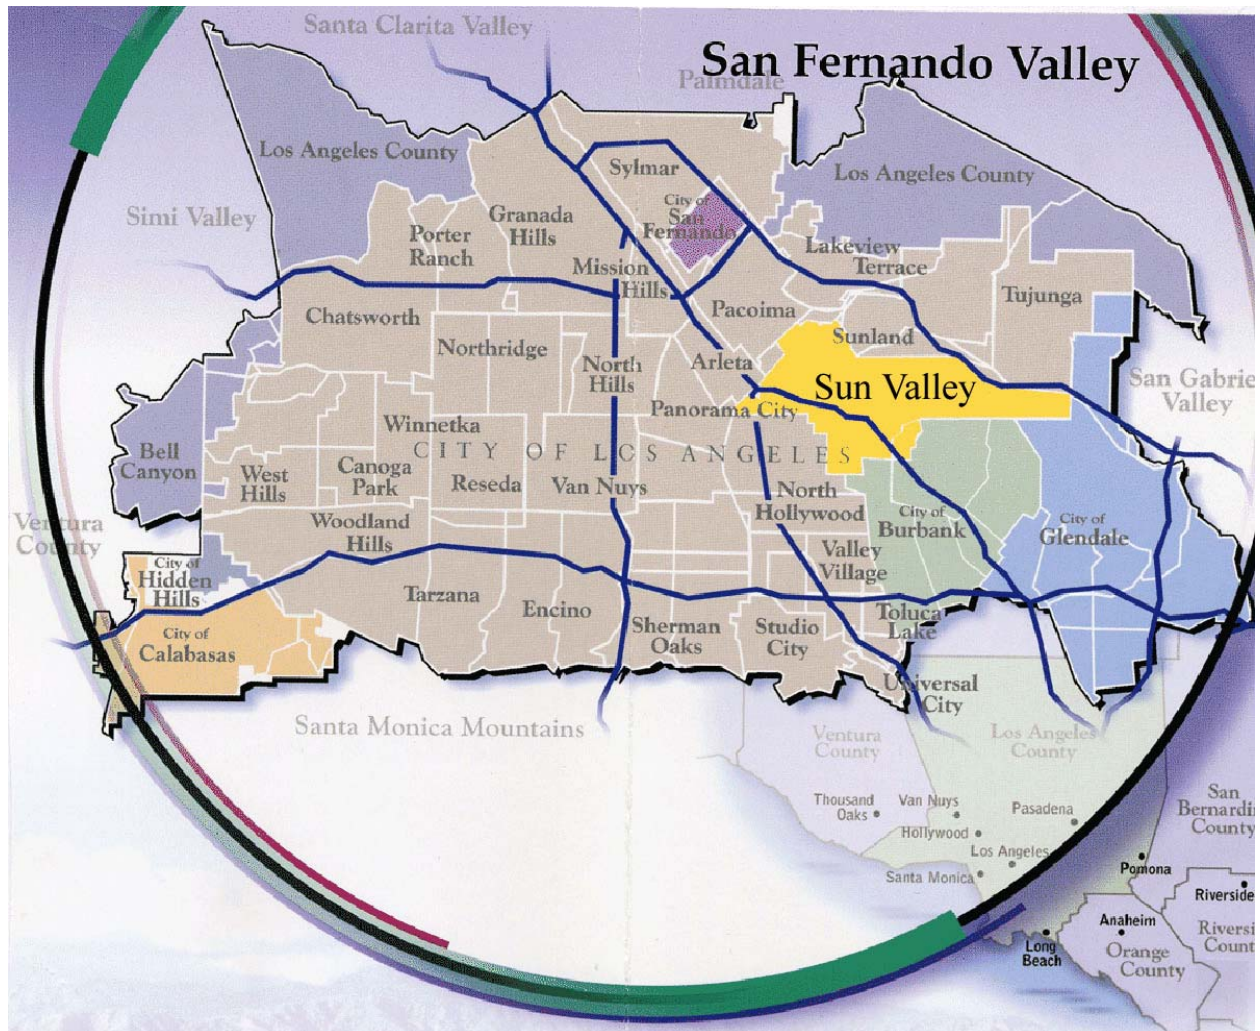 Santa Clarita Valley
San Fernando Valley
Palmdale
Los Angeles County
Sylmar
Los Angeles County
Simi Valley
City of
San
Fernando
Granada
Hills
Porter
Ranch
Lakeview
Terrace
Mission
Hills
Tujunga
Chatsworth
Pacoima
Sunland
Northridge
North
Hills
Arleta
Sun Valley
San Gabriel
Valley
Panorama City
Winnetka
Bell
Canyon
CITY OF LOS ANGELES
West
Hills
Canoga
Park
Reseda
Van Nuys
North
Hollywood
City of
Burbank
City of
Glendale
Ventura
County
Woodland
Hills
Valley
Village
City of
Hidden
Hills
Tarzana
Encino
Sherman
Oaks
Studio
City
Toluca
Lake
City of
Calabasas
Universal
City
Santa Monica Mountains
Ventura
County
Los Angeles
County
Thousand
Oaks
Van Nuys
Hollywood
Pasadena
Los Angeles
Santa Monica
San
Bernardin
County
Pomona
Riverside
Anaheim
Long
Beach
Orange
County
Riversi
Count